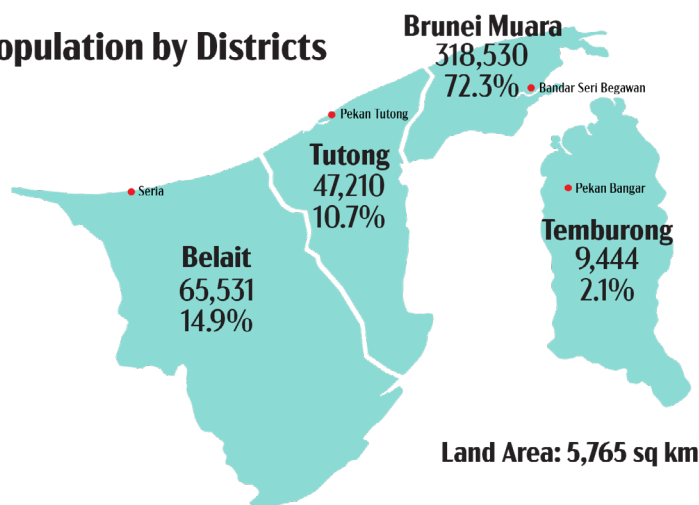 opulation by Districts
Brunei Muara
318,530
72.3%
Bandar Seri Begawan
Pekan Tutong
Tutong
47,210
10.7%
Seria
Pekan Bangar
Temburong
9,444
2.1%
Belait
65,531
14.9%
Land Area: 5,765 sq km